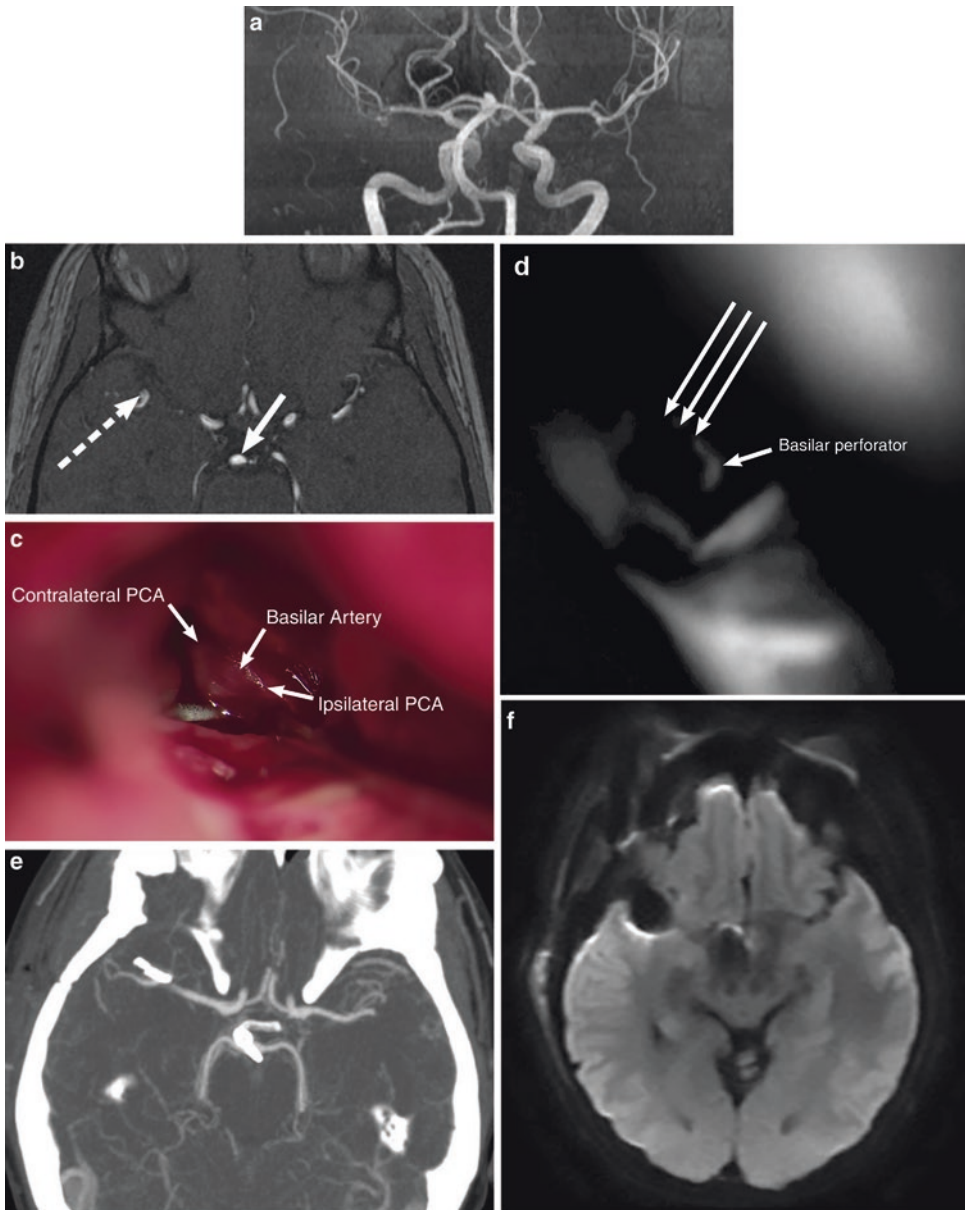 a
b
c
Contralateral PCA
Basilar Artery
Ipsilateral PCA
d
Basilar perforator
e
f